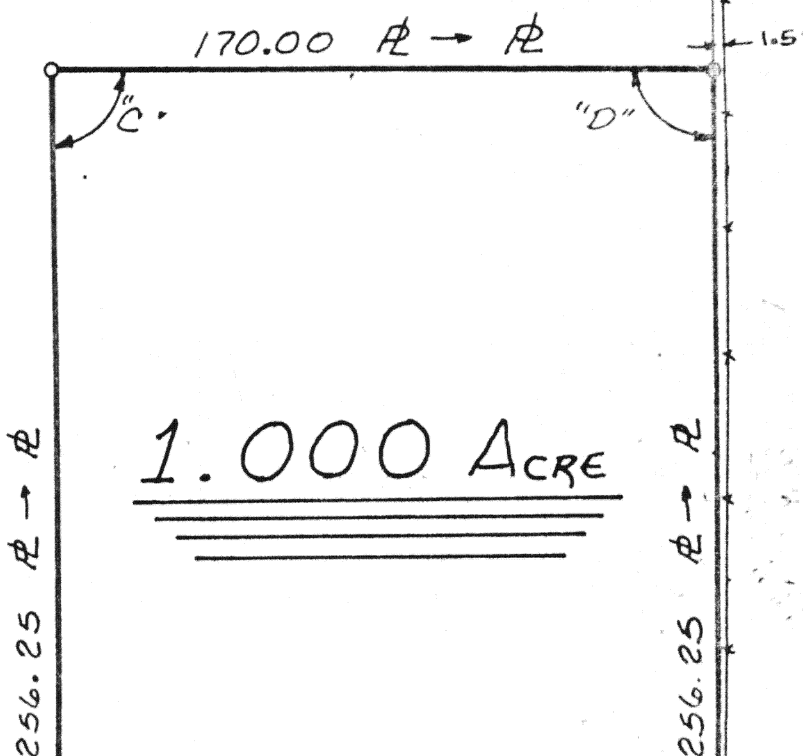 170.00 ⅊ → ⅊
1.5
"C"
"D"
1.000 ACRE
256.25 ⅊ → ⅊
256.25 ⅊ → ⅊